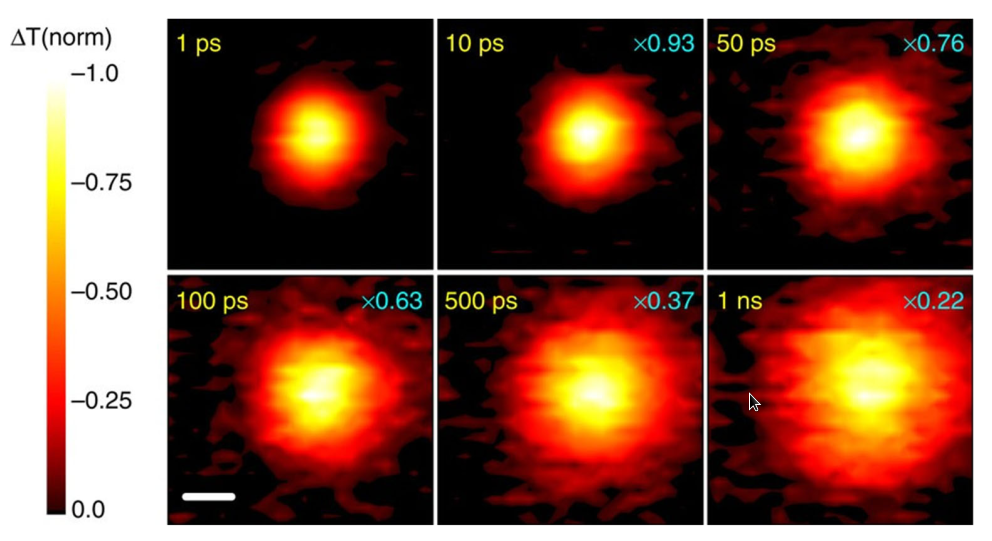 ΔT(norm)
–1.0
–0.75
–0.50
–0.25
0.0
1 ps
10 ps ×0.93
50 ps ×0.76
100 ps ×0.63
500 ps ×0.37
1 ns ×0.22